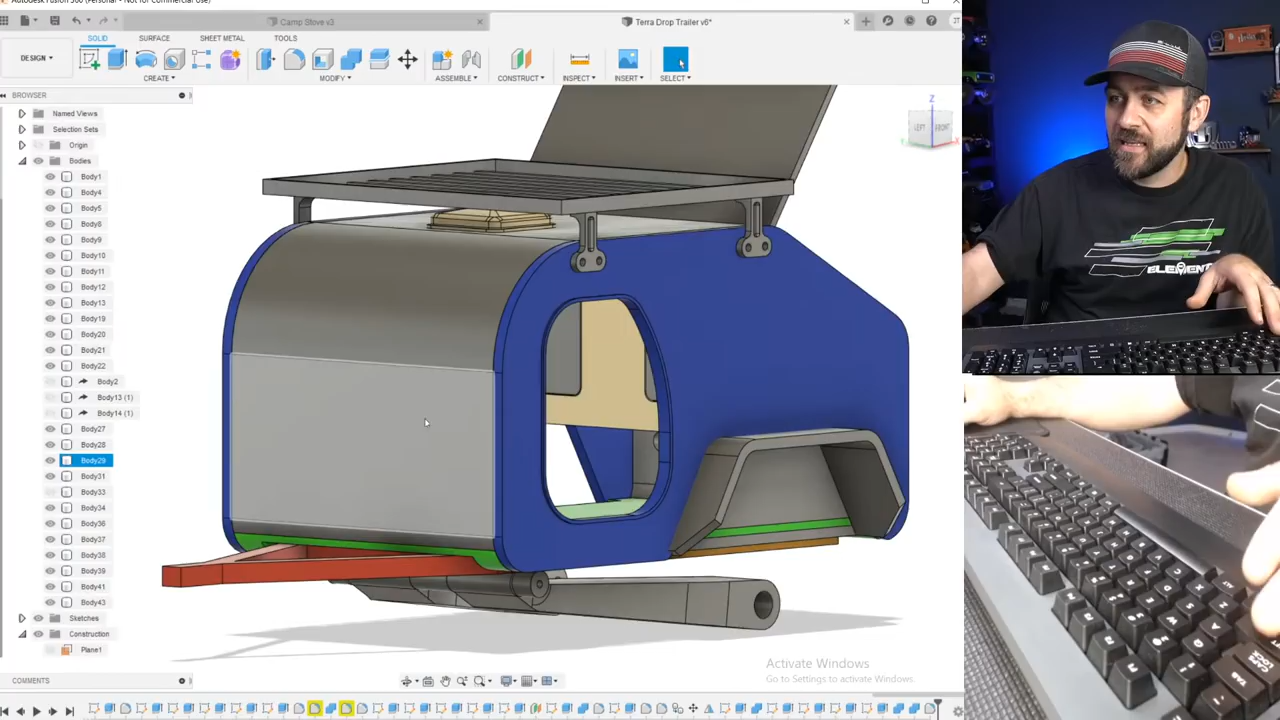 Autodesk Fusion 360 (Personal - Not for Commercial Use)
Camp Stove v3
Terra Drop Trailer v6*
SOLID SURFACE SHEET METAL TOOLS
DESIGN
CREATE MODIFY ASSEMBLE CONSTRUCT INSPECT INSERT SELECT
BROWSER
Named Views
Selection Sets
Origin
Bodies
Body1
Body4
Body5
Body8
Body9
Body10
Body11
Body12
Body13
Body19
Body20
Body21
Body22
Body2
Body13 (1)
Body14 (1)
Body27
Body28
Body29
Body31
Body33
Body34
Body36
Body37
Body38
Body39
Body41
Body43
Sketches
Construction
Plane1
COMMENTS
Z
LEFT FRONT
Activate Windows
Go to Settings to activate Windows.
ELEMENT
CAPS
LOCK